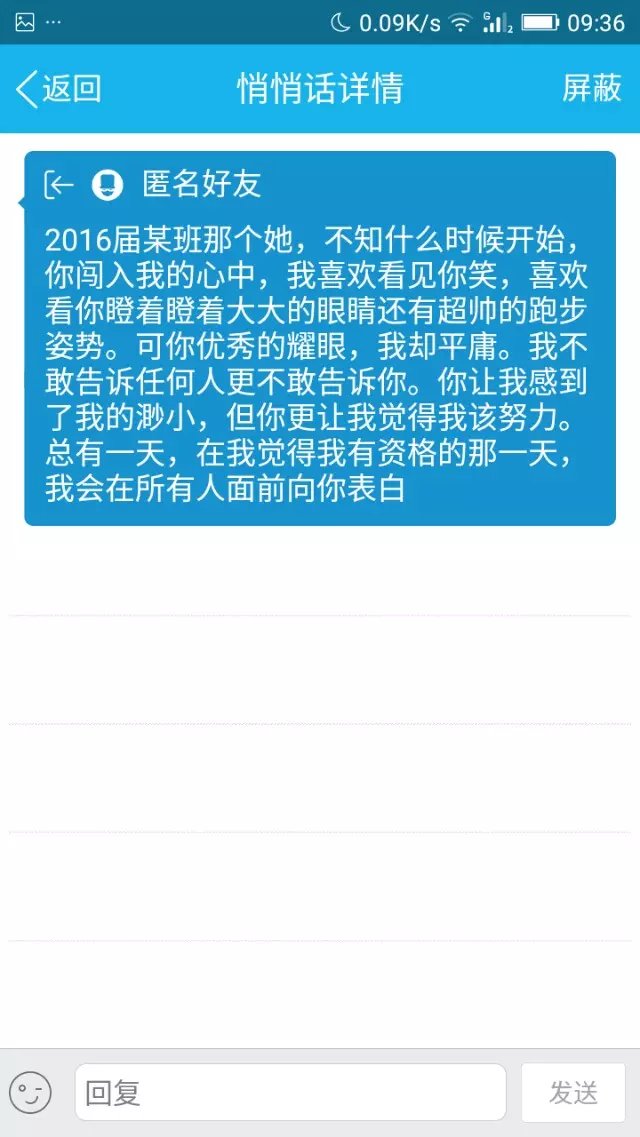 0.09K/s G 2 09:36
返回 悄悄话详情 屏蔽
匿名好友
2016届某班那个她，不知什么时候开始，
你闯入我的心中，我喜欢看见你笑，喜欢
看你瞪着瞪着大大的眼睛还有超帅的跑步
姿势。可你优秀的耀眼，我却平庸。我不
敢告诉任何人更不敢告诉你。你让我感到
了我的渺小，但你更让我觉得我该努力。
总有一天，在我觉得我有资格的那一天，
我会在所有人面前向你表白
回复 发送